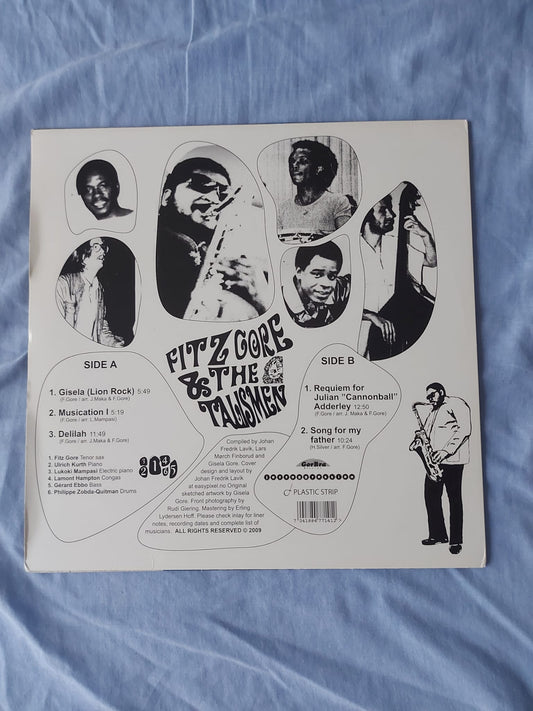 FITZ GORE
& THE
TALISMEN
SIDE A
1. Gisela (Lion Rock) 5:49
(F.Gore / arr. J.Maka & F.Gore)
2. Musication I 5:19
(F.Gore / arr. L.Mampasi)
3. Delilah 11:49
(F.Gore / arr. J.Maka & F.Gore)
1. Fitz Gore Tenor sax
2. Ulrich Kurth Piano
3. Lukoki Mampasi Electric piano
4. Lamont Hampton Congas
5. Gérard Ebbo Bass
6. Philippe Zobda-Quitman Drums
Compiled by Johan
Fredrik Lavik, Lars
Mørch Finborud and
Gisela Gore. Cover
design and layout by
Johan Fredrik Lavik
at easypixel.no.Original
sketched artwork by Gisela
Gore. Front photography by
Rudi Giering. Mastering by Erling
Lydersen Hoff. Please check inlay for liner
notes, recording dates and complete list of
musicians. ALL RIGHTS RESERVED © 2009
SIDE B
1. Requiem for
Julian "Cannonball"
Adderley 12:50
(F.Gore / arr. J. Maka & F.Gore)
2. Song for my
father 10:24
(H.Silver / arr. F.Gore)
GorBra
PLASTIC STRIP